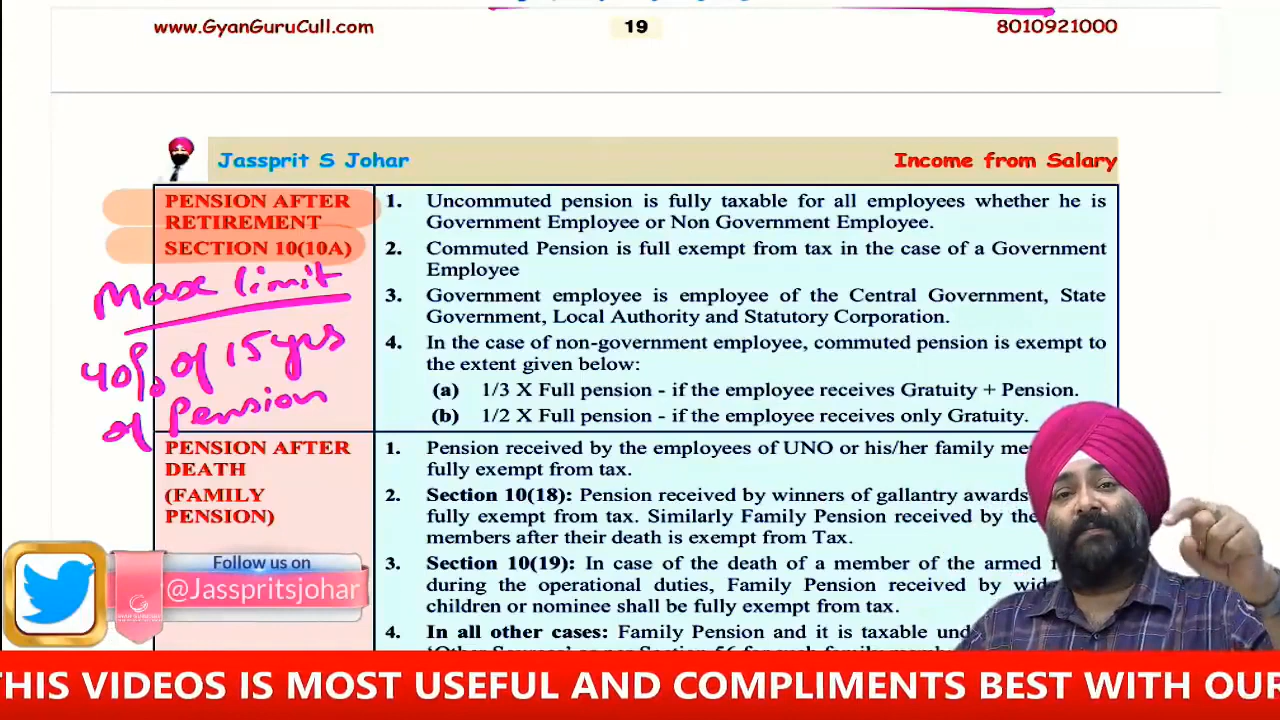 www.GyanGuruCull.com 19 8010921000
Jassprit S Johar Income from Salary
PENSION AFTER
RETIREMENT
SECTION 10(10A)
Max limit
40% of 15 yrs
of Pension
1. Uncommuted pension is fully taxable for all employees whether he is
Government Employee or Non Government Employee.
2. Commuted Pension is full exempt from tax in the case of a Government
Employee
3. Government employee is employee of the Central Government, State
Government, Local Authority and Statutory Corporation.
4. In the case of non-government employee, commuted pension is exempt to
the extent given below:
(a) 1/3 X Full pension - if the employee receives Gratuity + Pension.
(b) 1/2 X Full pension - if the employee receives only Gratuity.
PENSION AFTER
DEATH
(FAMILY
PENSION)
1. Pension received by the employees of UNO or his/her family
fully exempt from tax.
2. Section 10(18): Pension received by winners of gallantry awards
fully exempt from tax. Similarly Family Pension received by the
members after their death is exempt from Tax.
3. Section 10(19): In case of the death of a member of the armed
during the operational duties, Family Pension received by
children or nominee shall be fully exempt from tax.
4. In all other cases: Family Pension and it is taxable
Follow us on
@Jasspritsjohar
THIS VIDEOS IS MOST USEFUL AND COMPLIMENTS BEST WITH OUR